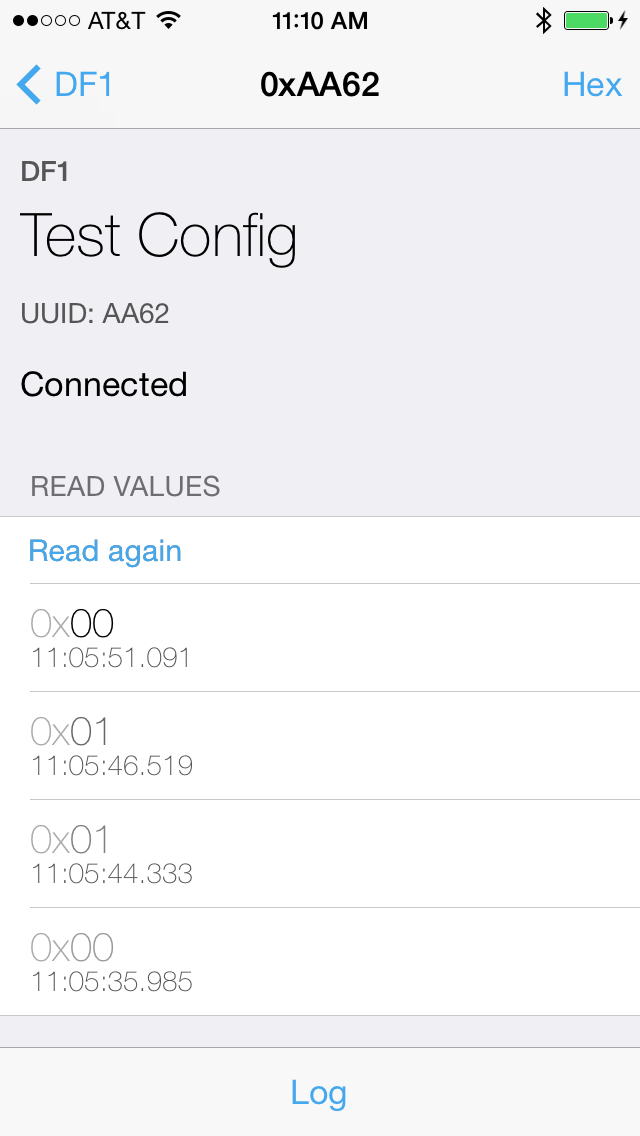 AT&T 11:10 AM
DF1 0xAA62 Hex
DF1
Test Config
UUID: AA62
Connected
READ VALUES
Read again
0x00
11:05:51.091
0x01
11:05:46.519
0x01
11:05:44.333
0x00
11:05:35.985
Log